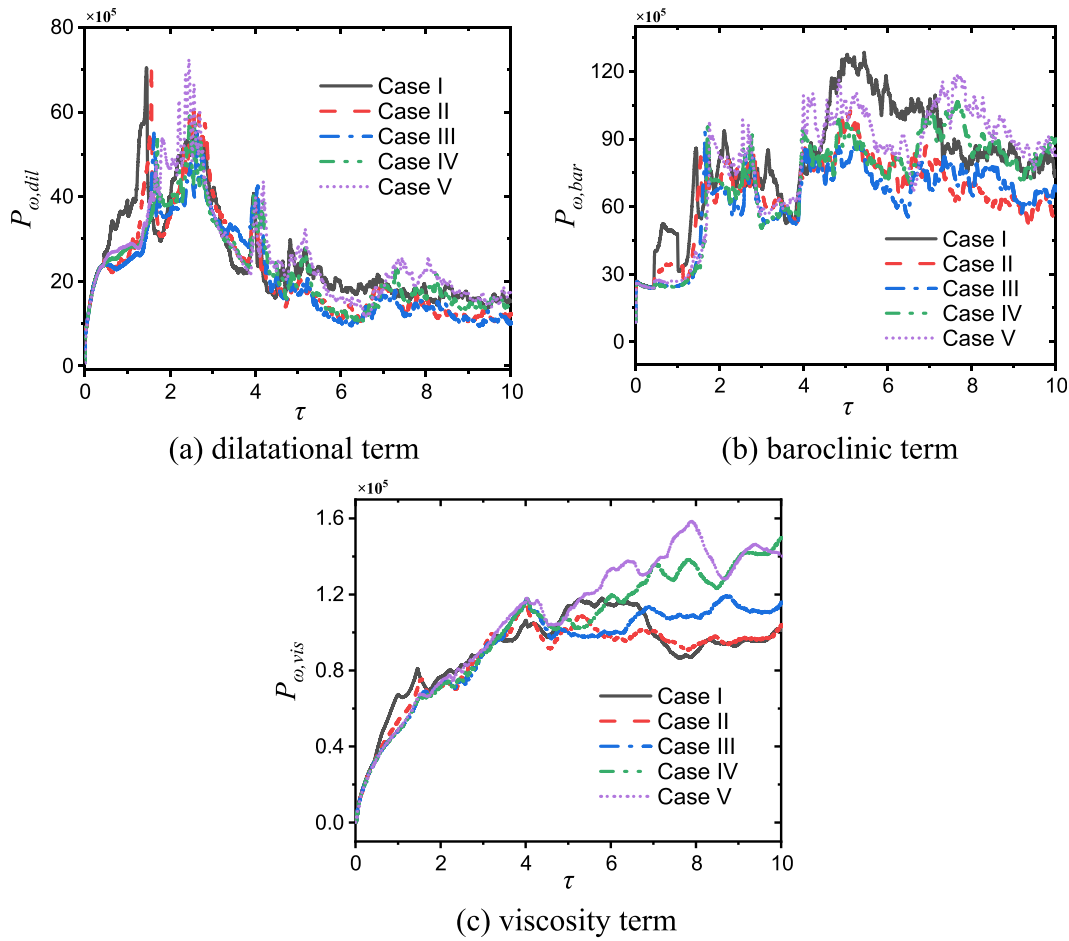 ×10⁵
80
60
40
20
0
P_ω,dil
Case I
Case II
Case III
Case IV
Case V
0 2 4 6 8 10
τ
(a) dilatational term
×10⁵
120
90
60
30
0
P_ω,bar
Case I
Case II
Case III
Case IV
Case V
0 2 4 6 8 10
τ
(b) baroclinic term
×10⁵
1.6
1.2
0.8
0.4
0.0
P_ω,vis
Case I
Case II
Case III
Case IV
Case V
0 2 4 6 8 10
τ
(c) viscosity term